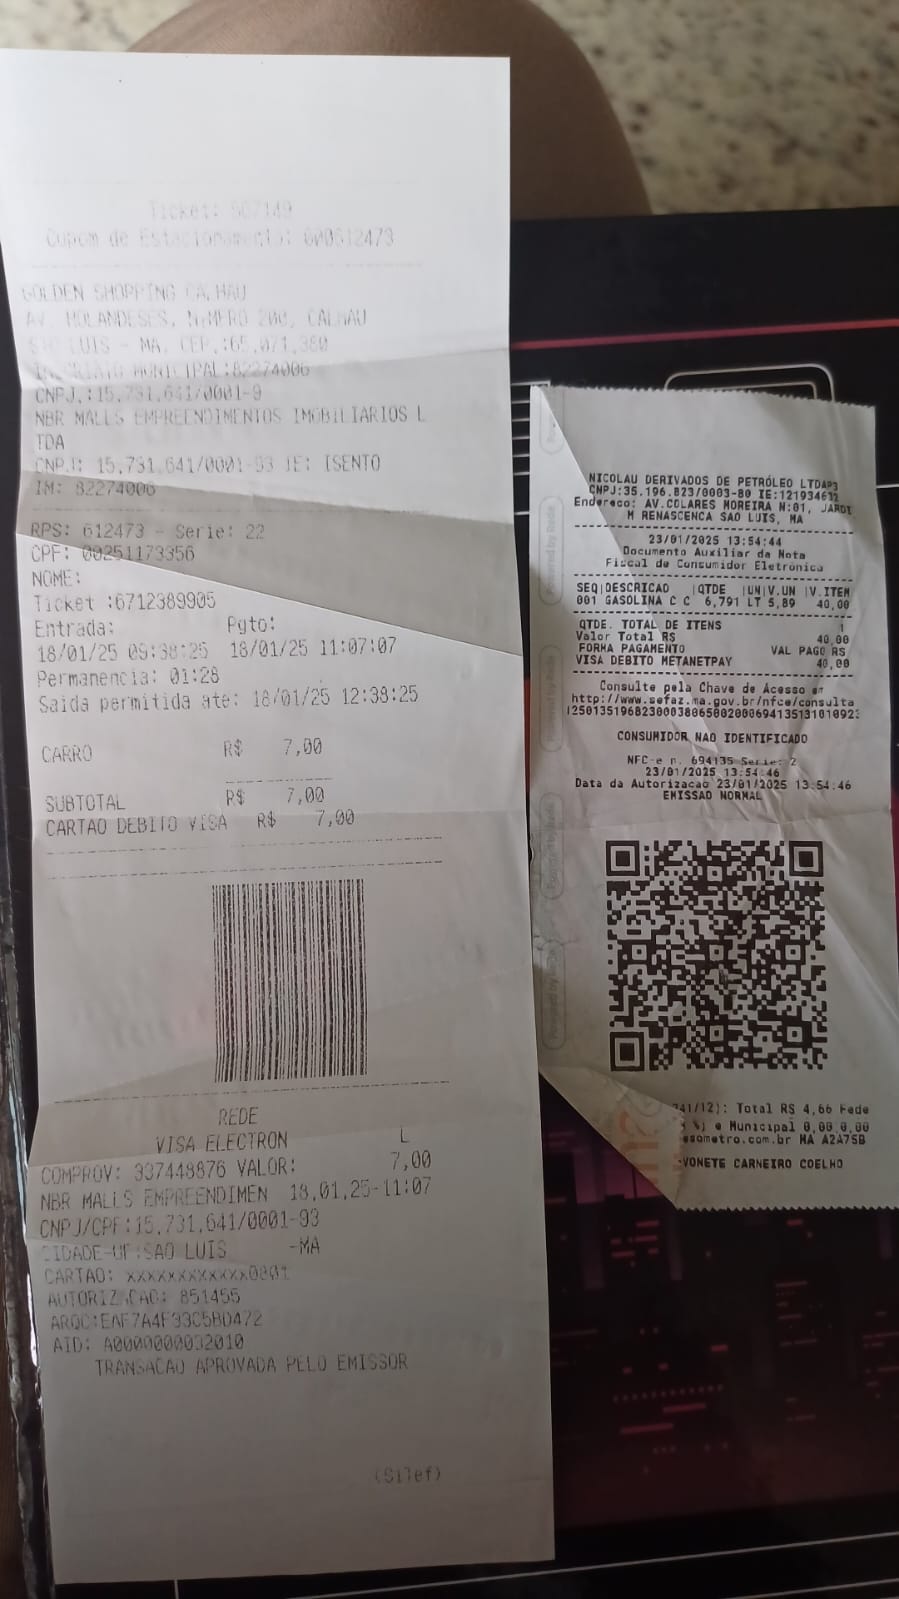 Ticket: 567149
Cupom de Estacionamento: 000612473
GOLDEN SHOPPING CALHAU
AV. HOLANDESES, NUMERO 200, CALHAU
SAO LUIS - MA, CEP.:65.071.380
MUNICIPAL:82274006
CNPJ.:15.731.641/0001-9
NBR MALLS EMPREENDIMENTOS IMOBILIARIOS L
TDA
CNPJ: 15.731.641/0001-93 IE: ISENTO
IM: 82274006
RPS: 612473 - Serie: 22
CPF: 00251173356
NOME:
Ticket :6712389905
Entrada: Pgto:
18/01/25 09:38:25 18/01/25 11:07:07
Permanencia: 01:28
Saida permitida ate: 18/01/25 12:38:25
CARRO R$ 7,00
SUBTOTAL R$ 7,00
CARTAO DEBITO VISA R$ 7,00
REDE
VISA ELECTRON L
COMPROV: 337448876 VALOR: 7,00
NBR MALLS EMPREENDIMEN 18.01.25-11:07
CNPJ/CPF:15.731.641/0001-93
CIDADE-UF:SAO LUIS -MA
CARTAO: xxxxxxxxxxxx0801
AUTORIZACAO: 851455
ARQC:EAF7A4F33C5BD472
AID: A0000000032010
TRANSACAO APROVADA PELO EMISSOR
(SiTef)
NICOLAU DERIVADOS DE PETRÓLEO LTDAP3
CNPJ:35.196.823/0003-80 IE:121934632
Endereco: AV.COLARES MOREIRA N:01, JARDI
M RENASCENCA SAO LUIS, MA
23/01/2025 13:54:44
Documento Auxiliar da Nota
Fiscal de Consumidor Eletrônica
SEQ|DESCRICAO |QTDE |UN|V.UN |V.ITEM
001 GASOLINA C C 6,791 LT 5,89 40,00
QTDE. TOTAL DE ITENS 1
Valor Total R$ 40,00
FORMA PAGAMENTO VAL PAGO R$
VISA DEBITO METANETPAY 40,00
Consulte pela Chave de Acesso em
http://www.sefaz.ma.gov.br/nfce/consulta
CONSUMIDOR NAO IDENTIFICADO
NFC-e n. 694135 Serie: 2
23/01/2025 13:54:46
Data da Autorizacao 23/01/2025 13:54:46
EMISSAO NORMAL
741/12): Total R$ 4,66 Fede
%) e Municipal 0,00 0,00
ssometro.com.br MA A2A75B
VONETE CARNEIRO COELHO
Powered by Rede